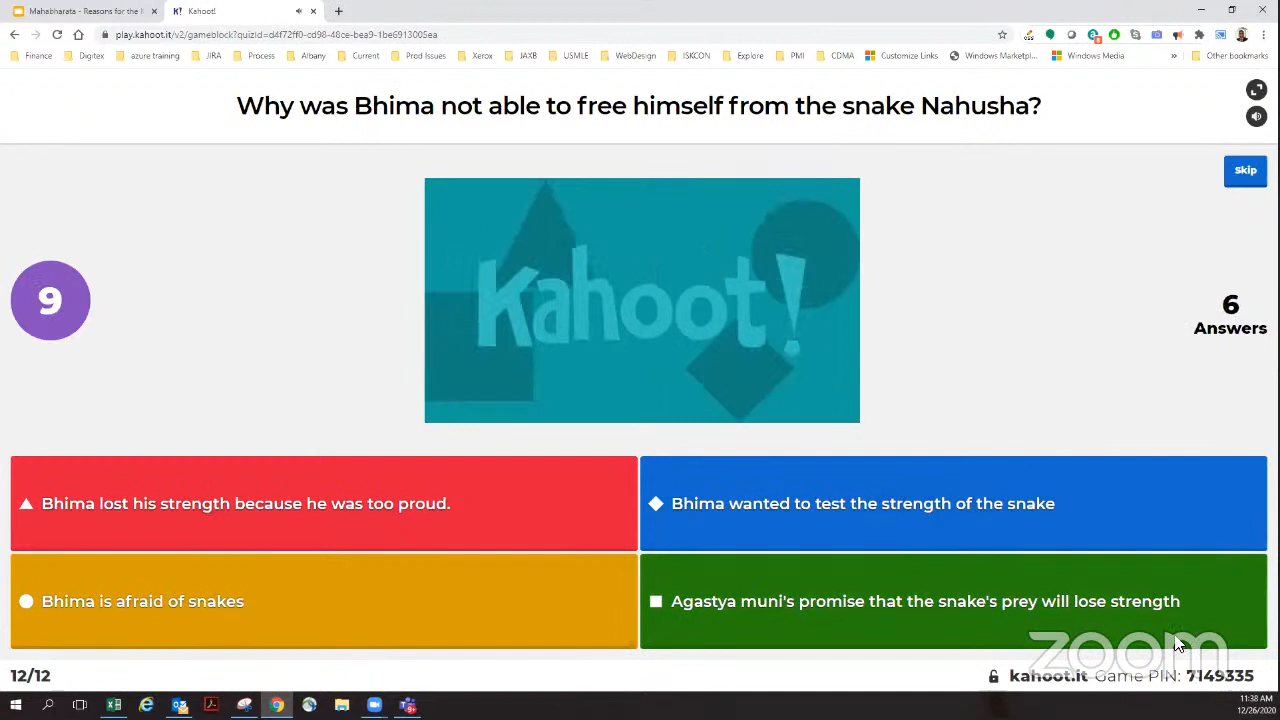 Mahabharata - Reasons for the I
K! Kahoot!
play.kahoot.it/v2/gameblock?quizId=d4f72ff0-cd98-48ce-bea9-1be6913005ea
Finance Digitex azure training JIRA Process Albany Current Prod Issues Xerox JAXB USMLE WebDesign ISKCON Explore PMI CDMA Customize Links Windows Marketpl... Windows Media » Other bookmarks
Why was Bhima not able to free himself from the snake Nahusha?
Skip
Kahoot!
9
6
Answers
Bhima lost his strength because he was too proud.
Bhima wanted to test the strength of the snake
Bhima is afraid of snakes
Agastya muni's promise that the snake's prey will lose strength
zoom
12/12
kahoot.it Game PIN: 7149335
11:38 AM
12/26/2020